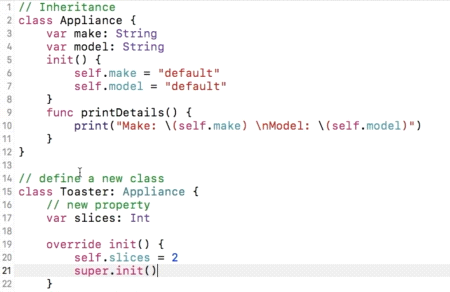 1 // Inheritance
2 class Appliance {
3     var make: String
4     var model: String
5     init() {
6         self.make = "default"
7         self.model = "default"
8     }
9     func printDetails() {
10         print("Make: \(self.make) \nModel: \(self.model)")
11     }
12 }
13
14 // define a new class
15 class Toaster: Appliance {
16     // new property
17     var slices: Int
18
19     override init() {
20         self.slices = 2
21         super.init()
22     }